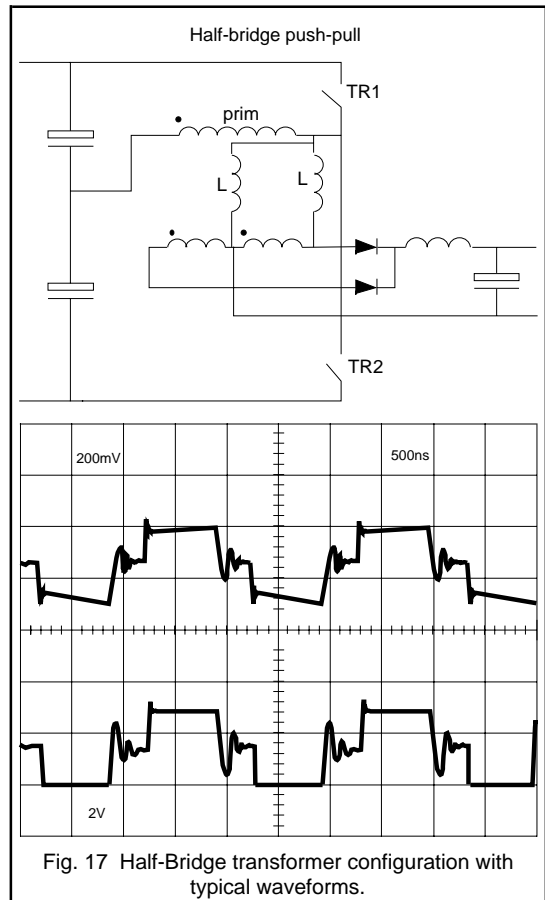 Half-bridge push-pull
TR1
prim
L
L
TR2
200mV
500ns
2V
Fig. 17 Half-Bridge transformer configuration with
typical waveforms.